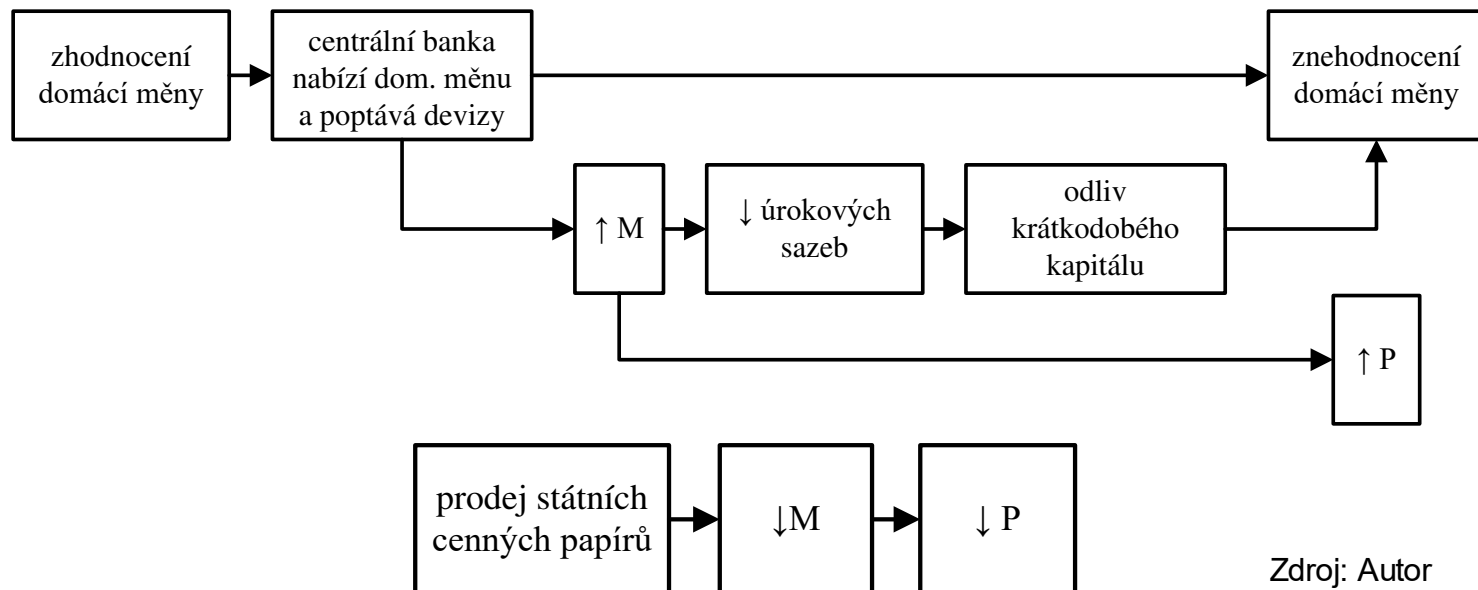 zhodnocení
domácí měny
centrální banka
nabízí dom. měnu
a poptává devizy
znehodnocení
domácí měny
↑ M
↓ úrokových
sazeb
odliv
krátkodobého
kapitálu
↑ P
prodej státních
cenných papírů
↓M
↓ P
Zdroj: Autor